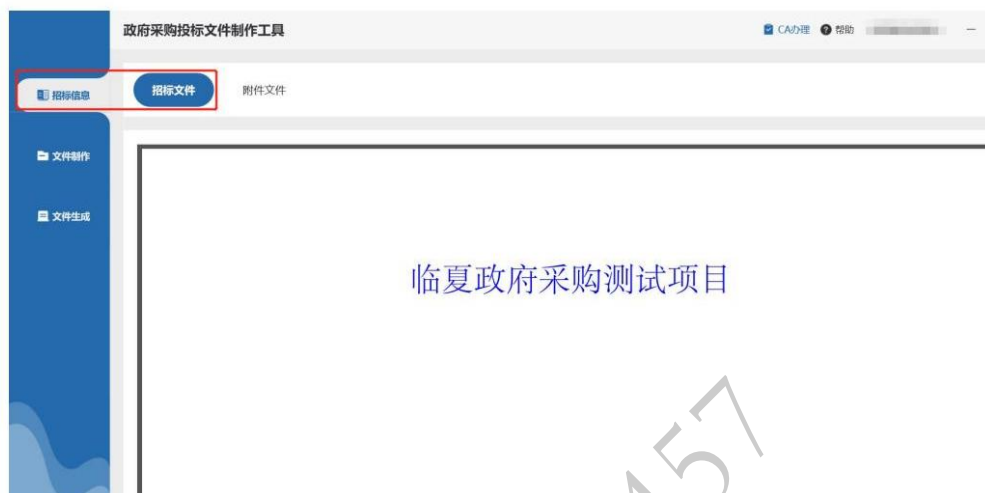 政府采购投标文件制作工具
CA办理 帮助
招标信息
招标文件 附件文件
文件制作
文件生成
临夏政府采购测试项目
457